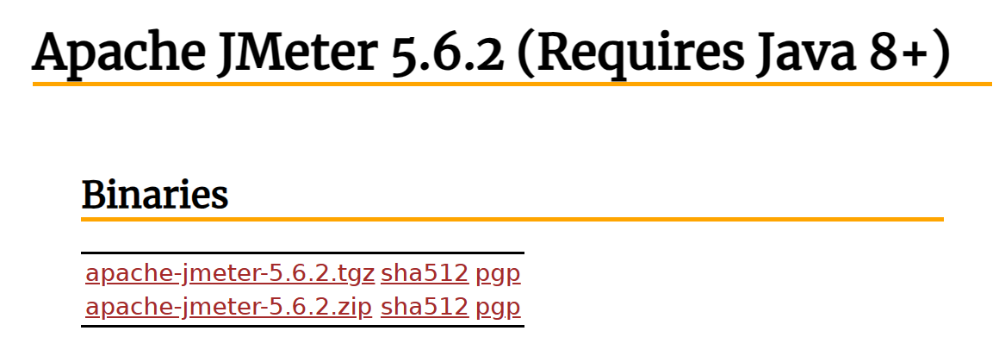 Apache JMeter 5.6.2 (Requires Java 8+)
Binaries
apache-jmeter-5.6.2.tgz sha512 pgp
apache-jmeter-5.6.2.zip sha512 pgp